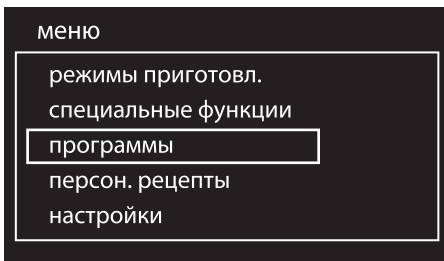 меню
режимы приготовл.
специальные функции
программы
персон. рецепты
настройки